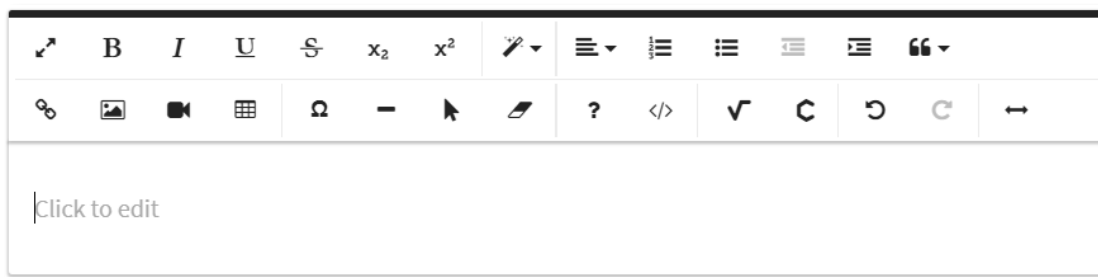 B I U S x₂ x²
Ω ? </>
Click to edit